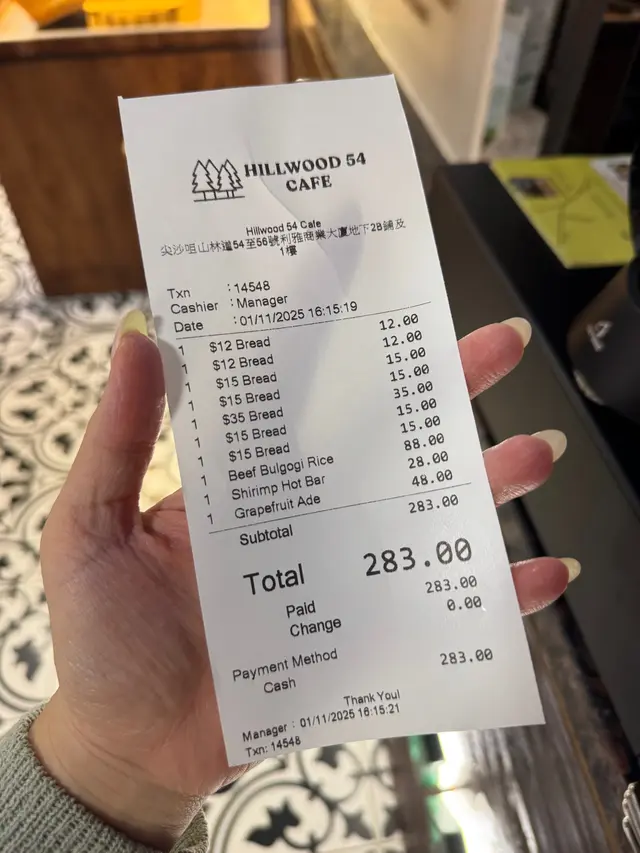 HILLWOOD 54
CAFE
Hillwood 54 Cafe
尖沙咀山林道54至56號利雅商業大廈地下2B鋪及
1樓
Txn : 14548
Cashier : Manager
Date : 01/11/2025 16:15:19
1 $12 Bread 12.00
1 $12 Bread 12.00
1 $15 Bread 15.00
1 $15 Bread 15.00
1 $35 Bread 35.00
1 $15 Bread 15.00
1 $15 Bread 15.00
1 Beef Bulgogi Rice 88.00
1 Shirimp Hot Bar 28.00
1 Grapefruit Ade 48.00
Subtotal 283.00
Total 283.00
Paid 283.00
Change 0.00
Payment Method
Cash 283.00
Thank You!
Manager : 01/11/2025 16:15:21
Txn: 14548